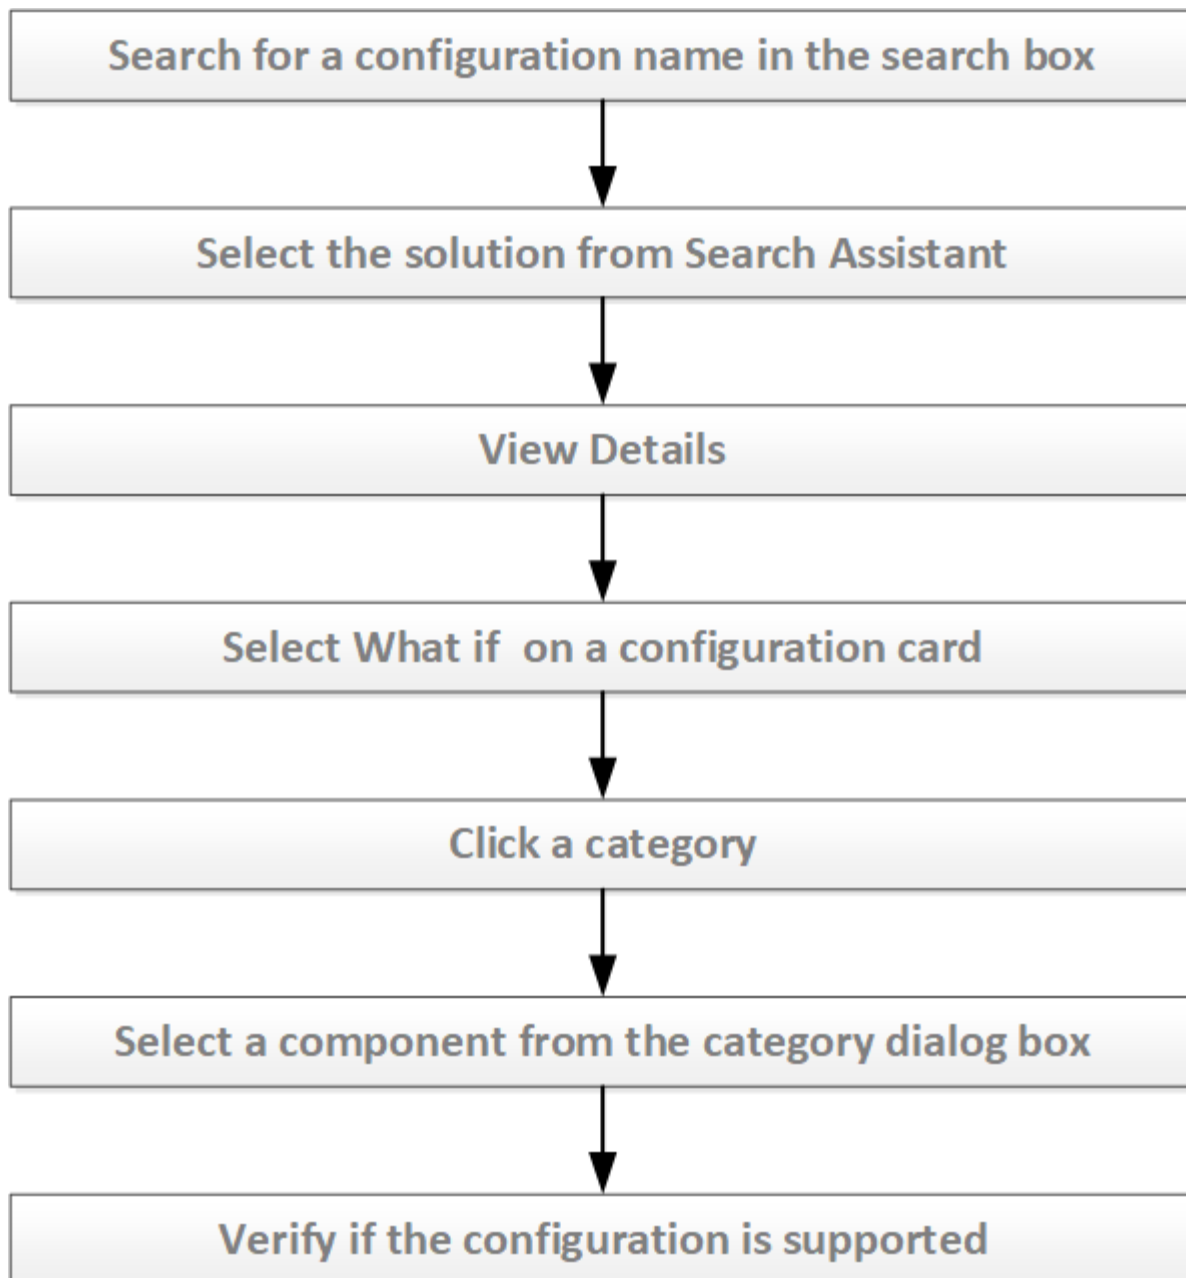 Search for a configuration name in the search box
Select the solution from Search Assistant
View Details
Select What if  on a configuration card
Click a category
Select a component from the category dialog box
Verify if the configuration is supported